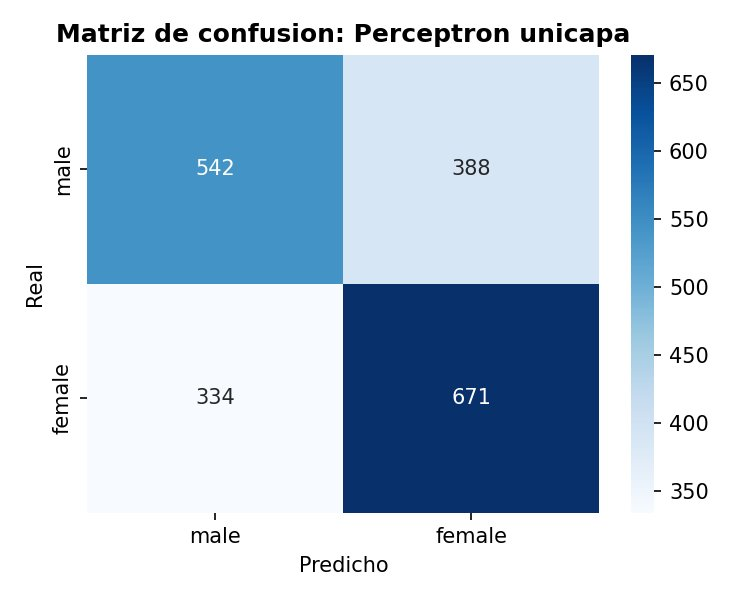 Matriz de confusion: Perceptron unicapa
male
542
388
Real
female
334
671
male
female
Predicho
650
600
550
500
450
400
350